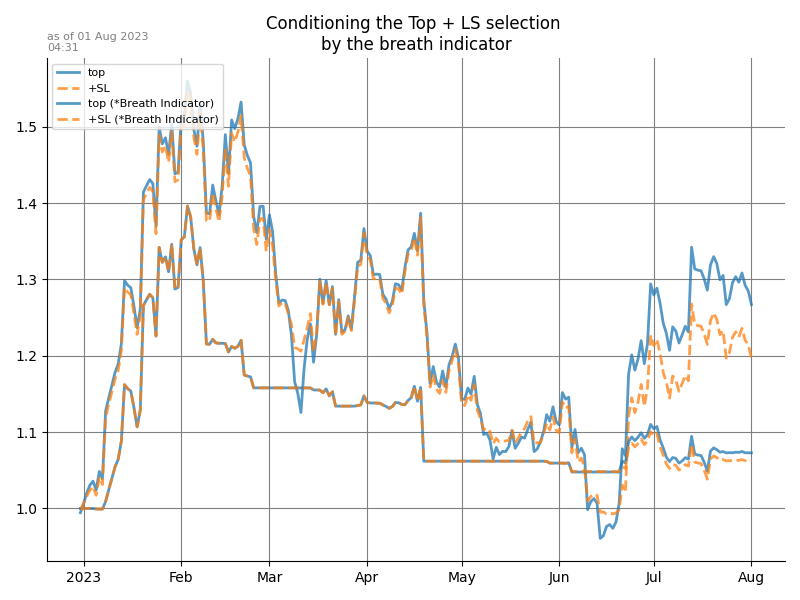 Conditioning the Top + LS selection
by the breath indicator
as of 01 Aug 2023
04:31
top
+SL
top (*Breath Indicator)
+SL (*Breath Indicator)
1.5
1.4
1.3
1.2
1.1
1.0
2023 Feb Mar Apr May Jun Jul Aug